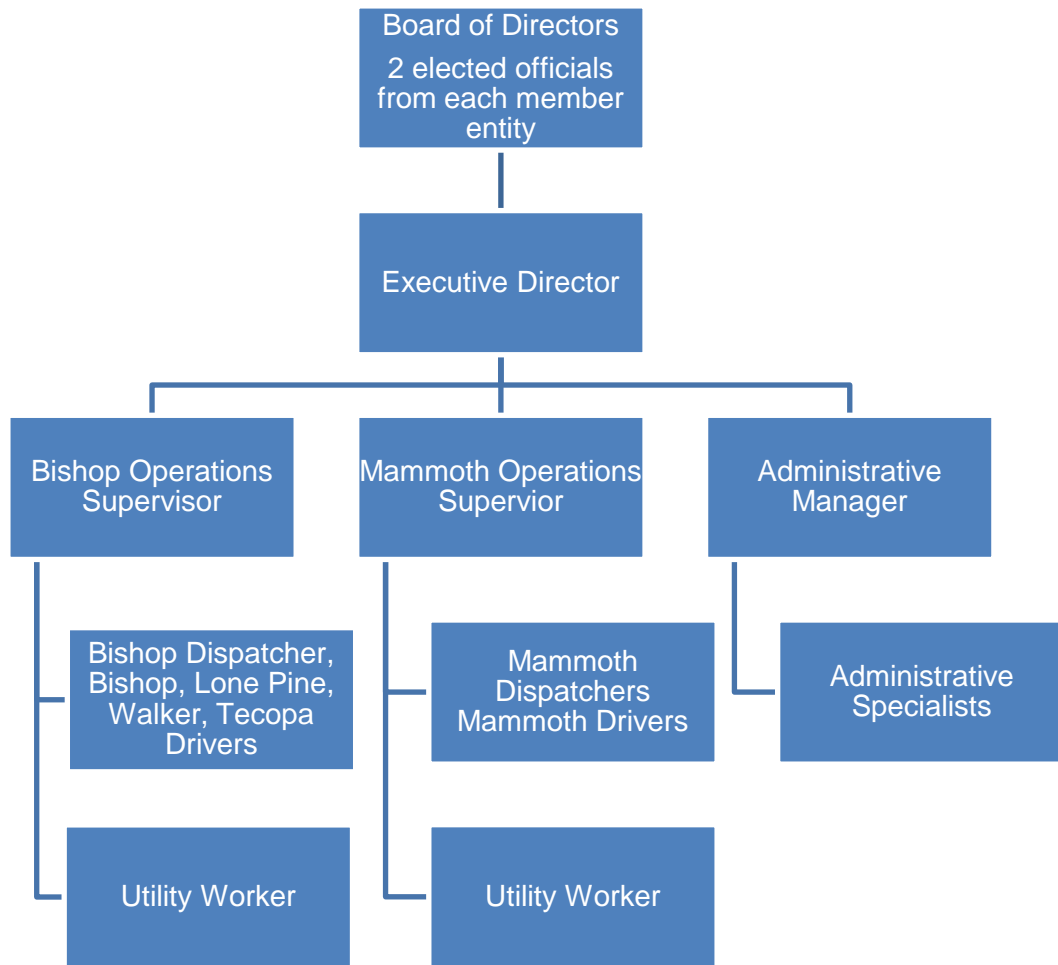 Board of Directors
2 elected officials
from each member
entity
Executive Director
Bishop Operations
Supervisor
Mammoth Operations
Supervior
Administrative
Manager
Bishop Dispatcher,
Bishop, Lone Pine,
Walker, Tecopa
Drivers
Mammoth
Dispatchers
Mammoth Drivers
Administrative
Specialists
Utility Worker
Utility Worker